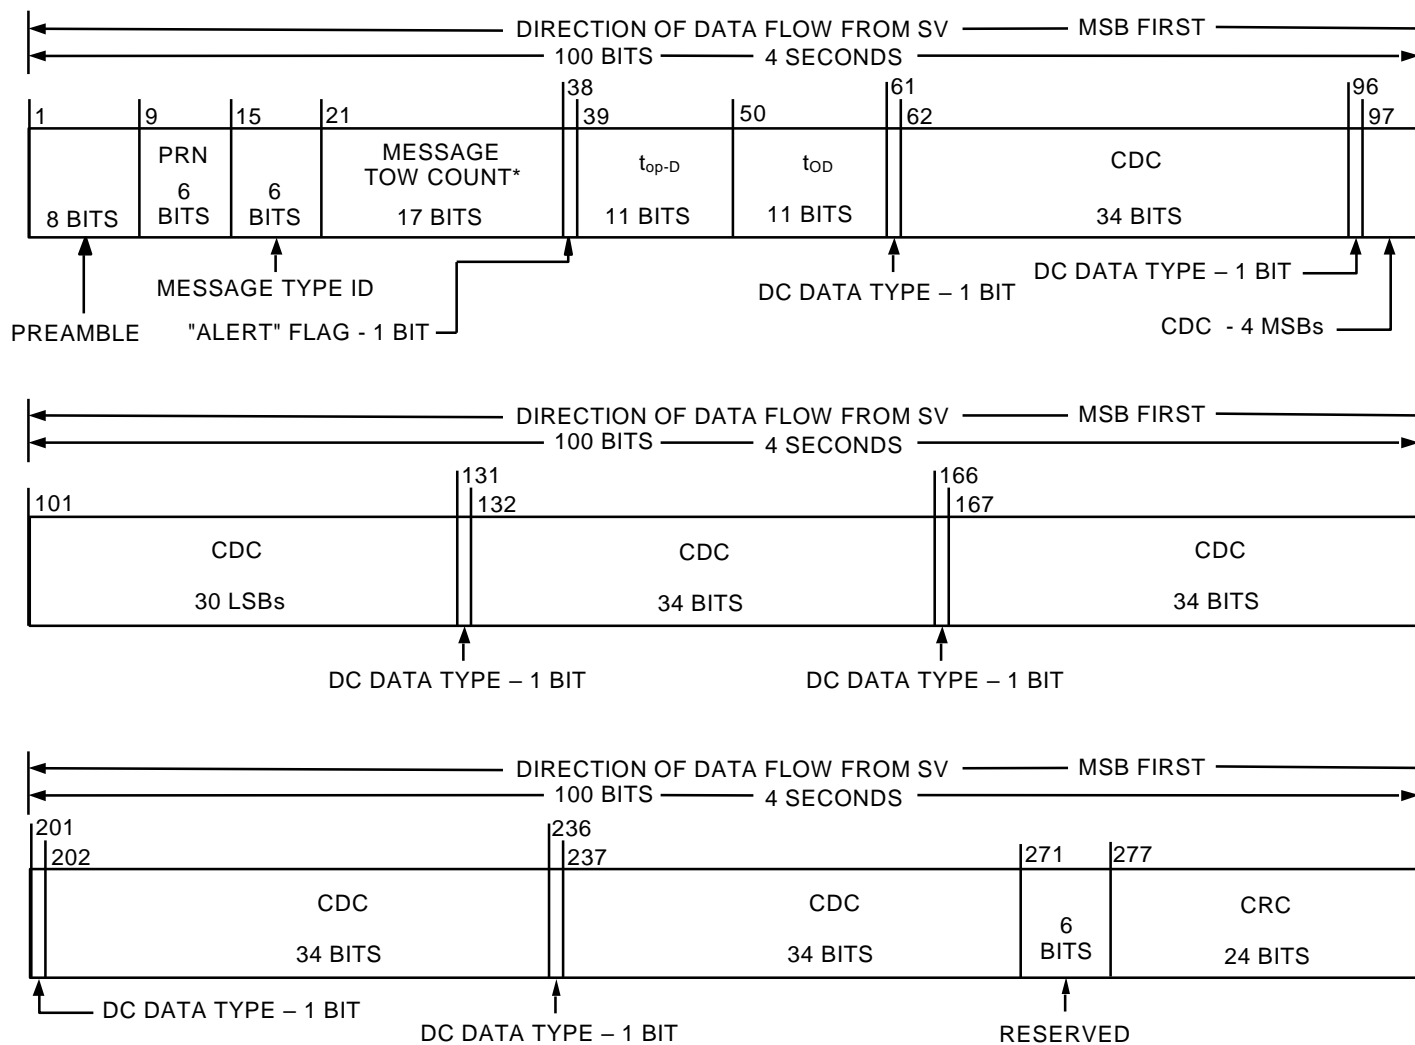 DIRECTION OF DATA FLOW FROM SV MSB FIRST
100 BITS 4 SECONDS
38 61 96
1 9 15 21 39 50 62 97
PRN MESSAGE t_op-D t_OD CDC
TOW COUNT*
6 6
8 BITS BITS BITS 17 BITS 11 BITS 11 BITS 34 BITS
MESSAGE TYPE ID DC DATA TYPE – 1 BIT DC DATA TYPE – 1 BIT
PREAMBLE "ALERT" FLAG - 1 BIT CDC - 4 MSBs
DIRECTION OF DATA FLOW FROM SV MSB FIRST
100 BITS 4 SECONDS
131 166
101 132 167
CDC CDC CDC
30 LSBs 34 BITS 34 BITS
DC DATA TYPE – 1 BIT DC DATA TYPE – 1 BIT
DIRECTION OF DATA FLOW FROM SV MSB FIRST
100 BITS 4 SECONDS
201 236
202 237 271 277
CDC CDC CRC
6
34 BITS 34 BITS BITS 24 BITS
DC DATA TYPE – 1 BIT
DC DATA TYPE – 1 BIT RESERVED